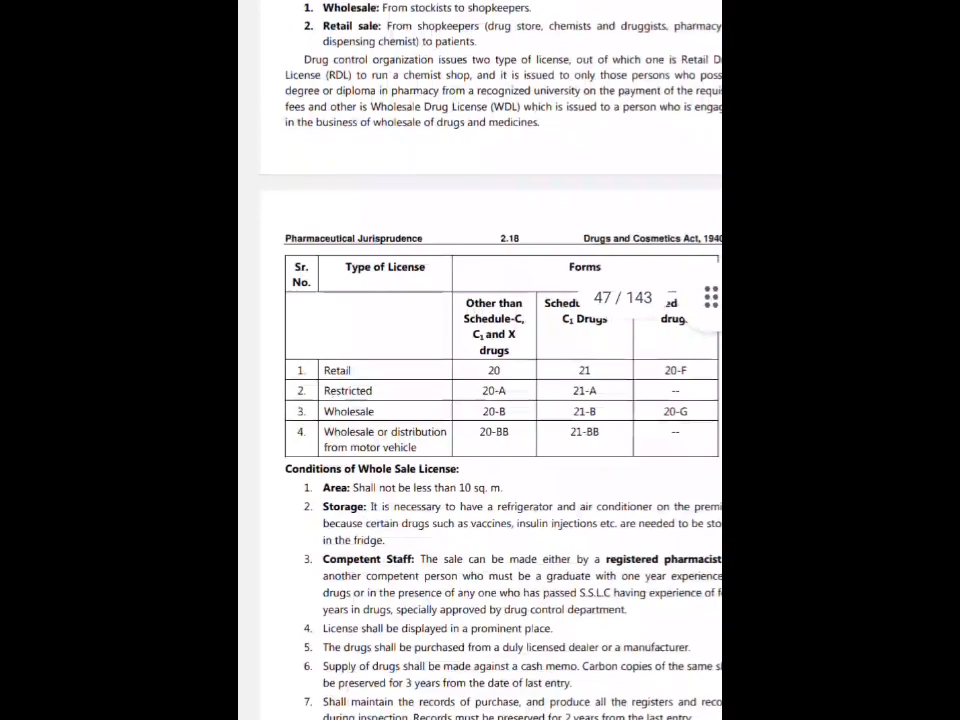 1. Wholesale: From stockists to shopkeepers.
2. Retail sale: From shopkeepers (drug store, chemists and druggists, pharmacy
dispensing chemist) to patients.
Drug control organization issues two type of license, out of which one is Retail D
License (RDL) to run a chemist shop, and it is issued to only those persons who poss
degree or diploma in pharmacy from a recognized university on the payment of the requi
fees and other is Wholesale Drug License (WDL) which is issued to a person who is engag
in the business of wholesale of drugs and medicines.
Pharmaceutical Jurisprudence 2.18 Drugs and Cosmetics Act, 1940
Sr. No. Type of License Forms
Other than Schedule-C, C1 and X drugs
Schedu C1 Drugs
ed drug
47 / 143
1. Retail 20 21 20-F
2. Restricted 20-A 21-A --
3. Wholesale 20-B 21-B 20-G
4. Wholesale or distribution from motor vehicle 20-BB 21-BB --
Conditions of Whole Sale License:
1. Area: Shall not be less than 10 sq. m.
2. Storage: It is necessary to have a refrigerator and air conditioner on the premi
because certain drugs such as vaccines, insulin injections etc. are needed to be sto
in the fridge.
3. Competent Staff: The sale can be made either by a registered pharmacist
another competent person who must be a graduate with one year experience
drugs or in the presence of any one who has passed S.S.L.C having experience of f
years in drugs, specially approved by drug control department.
4. License shall be displayed in a prominent place.
5. The drugs shall be purchased from a duly licensed dealer or a manufacturer.
6. Supply of drugs shall be made against a cash memo. Carbon copies of the same s
be preserved for 3 years from the date of last entry.
7. Shall maintain the records of purchase, and produce all the registers and reco
during inspection. Records must be preserved for 2 years from the last entry.